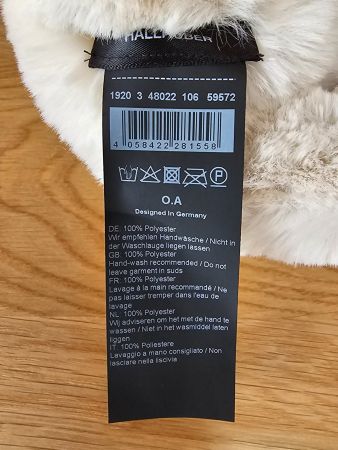 HALLHUBER
1920 3 48022 106 59572
4 058422 281558
O.A
Designed in Germany
DE: 100% Polyester
Wir empfehlen Handwäsche / Nicht in
der Waschlauge liegen lassen
GB: 100% Polyester
Hand-wash recommended / Do not
leave garment in suds
FR: 100% Polyester
Lavage à la main recommandé / Ne
pas laisser tremper dans l'eau de
lavage
NL: 100% Polyester
Wij adviseren om het met de hand te
wassen / Niet in het wasmiddel laten
liggen
IT: 100% Poliestere
Lavaggio a mano consigliato / Non
lasciare nella liscivia